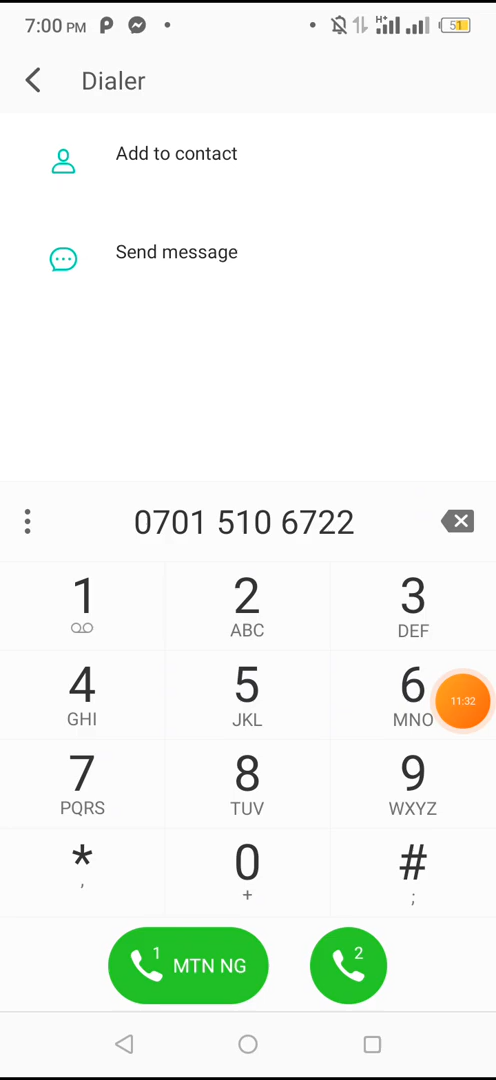 7:00 PM
51
Dialer
Add to contact
Send message
0701 510 6722
1 2 3
ABC DEF
4 5 6
GHI JKL MNO
11:32
7 8 9
PQRS TUV WXYZ
* 0 #
, + ;
1 MTN NG 2